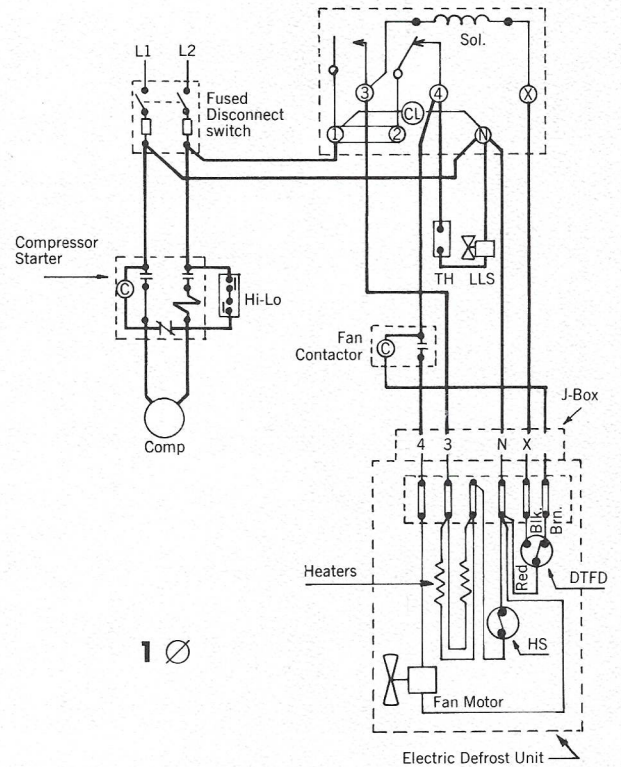 L1 L2
Fused
Disconnect
switch
Sol.
3 4 X
CL
1 2 N
TH LLS
Compressor
Starter
C
Hi-Lo
Comp
Fan
Contactor
C
J-Box
4 3 N X
Blk.
Brn.
Red
DTFD
Heaters
HS
1 Ø
Fan Motor
Electric Defrost Unit